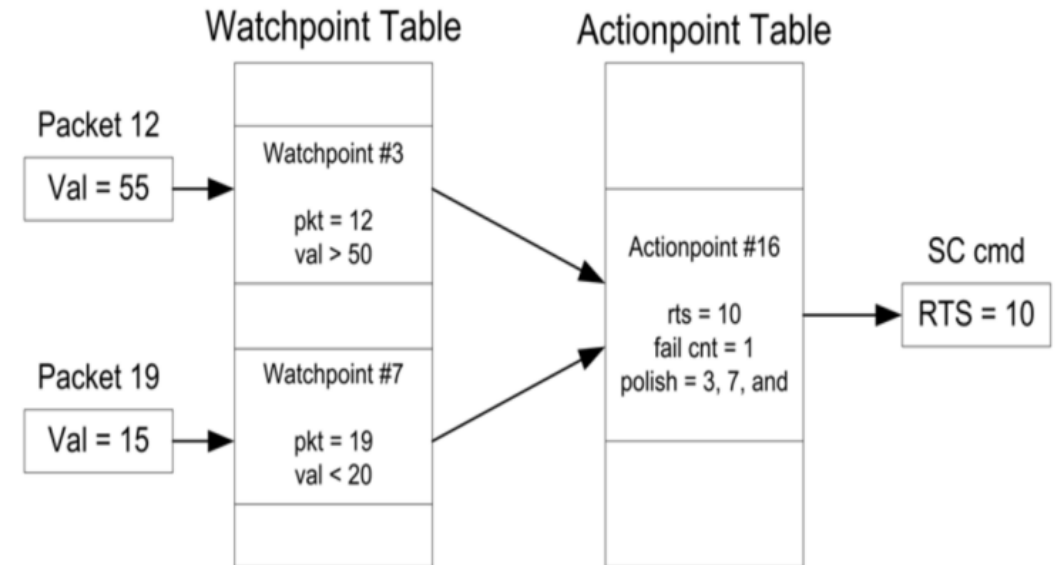 Watchpoint Table
Actionpoint Table
Packet 12
Val = 55
Watchpoint #3
pkt = 12
val > 50
Packet 19
Val = 15
Watchpoint #7
pkt = 19
val < 20
Actionpoint #16
rts = 10
fail cnt = 1
polish = 3, 7, and
SC cmd
RTS = 10